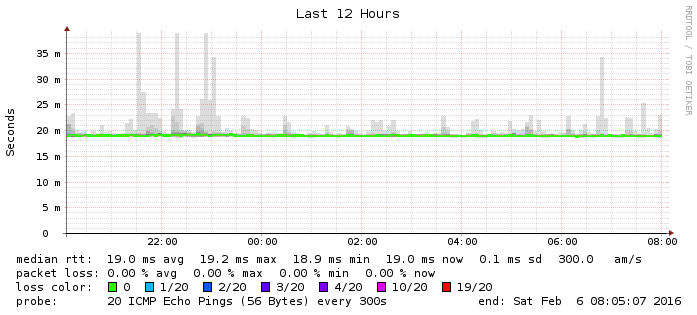 Last 12 Hours
RRDTOOL / TOBI OETIKER
Seconds
35 m
30 m
25 m
20 m
15 m
10 m
5 m
0
22:00 00:00 02:00 04:00 06:00 08:00
median rtt: 19.0 ms avg 19.2 ms max 18.9 ms min 19.0 ms now 0.1 ms sd 300.0 am/s
packet loss: 0.00 % avg 0.00 % max 0.00 % min 0.00 % now
loss color: 0 1/20 2/20 3/20 4/20 10/20 19/20
probe: 20 ICMP Echo Pings (56 Bytes) every 300s end: Sat Feb 6 08:05:07 2016